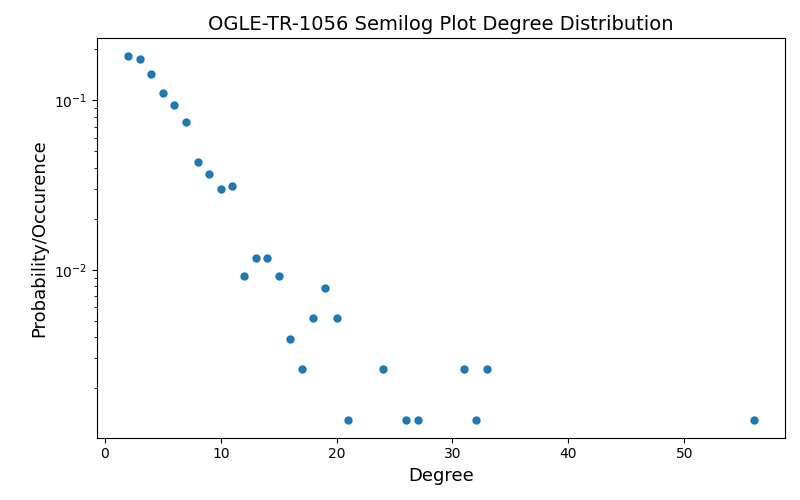 OGLE-TR-1056 Semilog Plot Degree Distribution
10⁻¹
10⁻²
Probability/Occurence
0 10 20 30 40 50
Degree